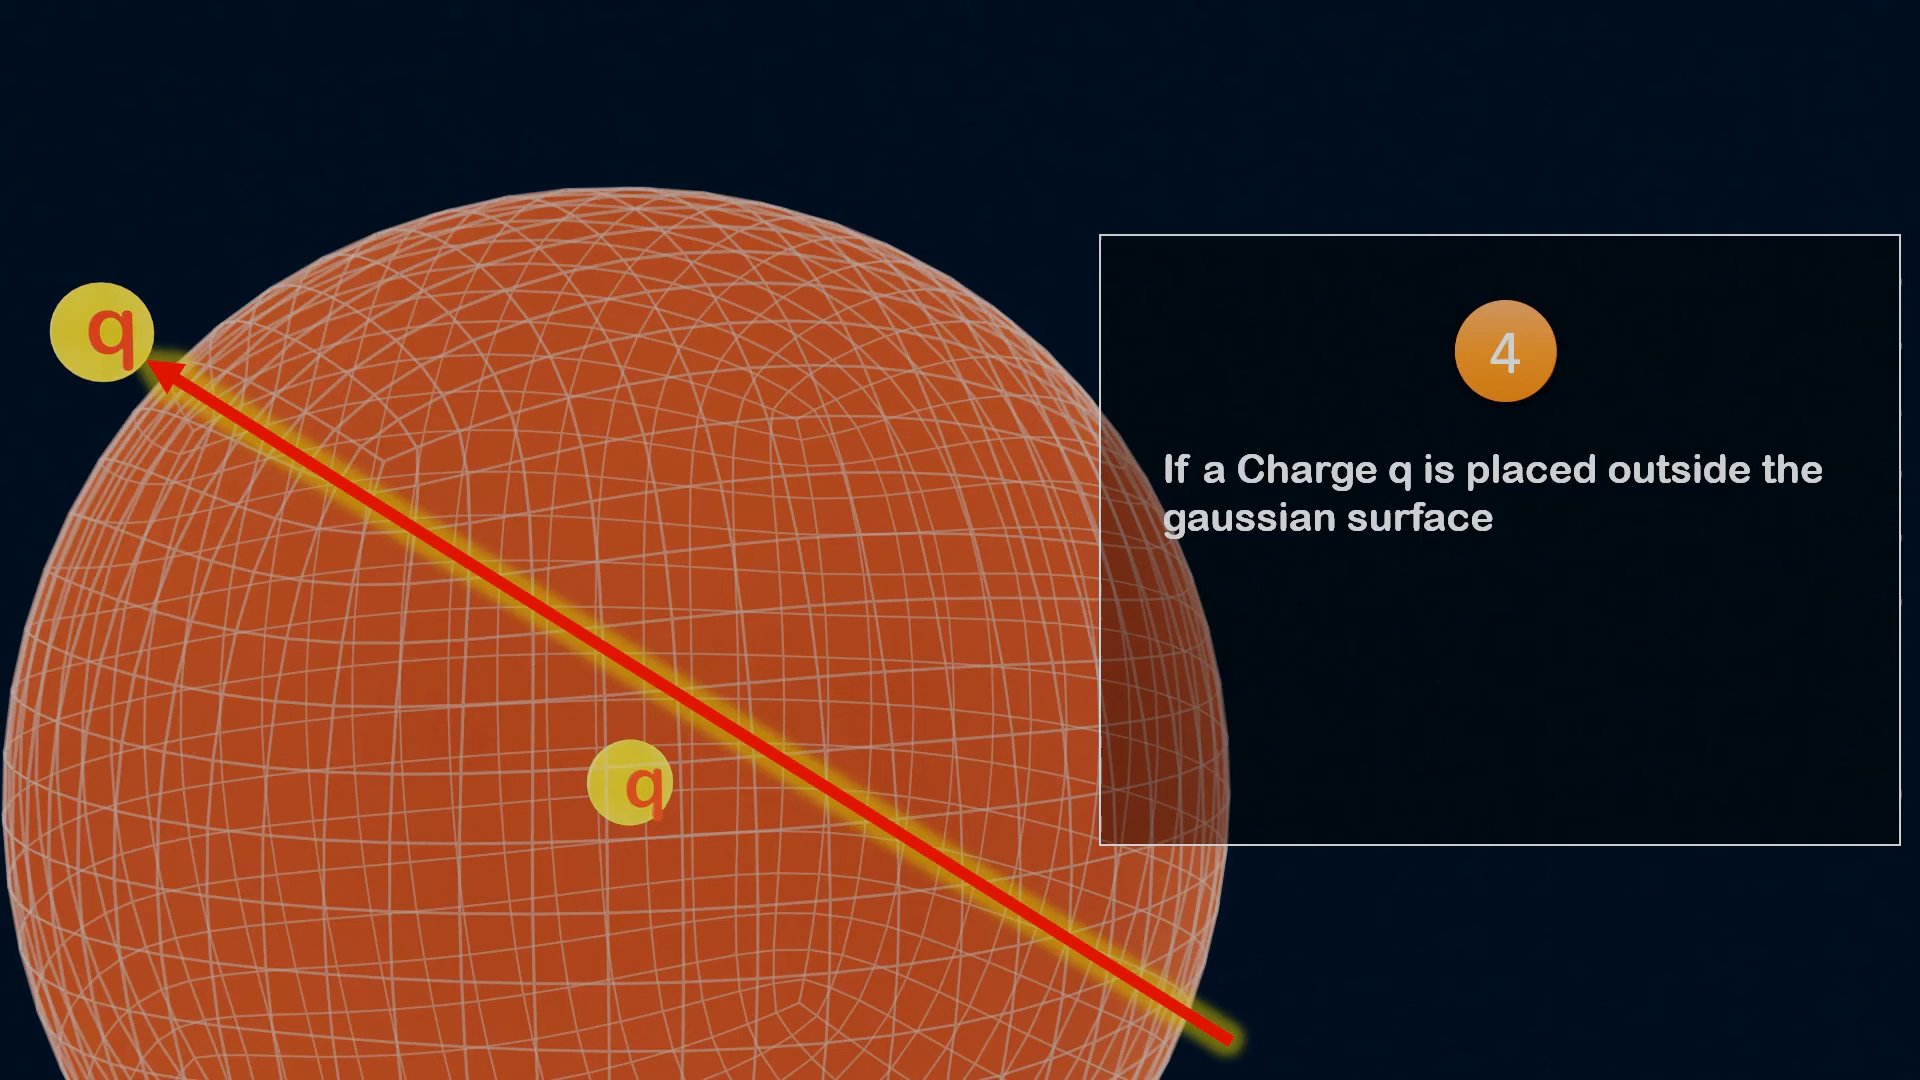 q
4
If a Charge q is placed outside the
gaussian surface
q